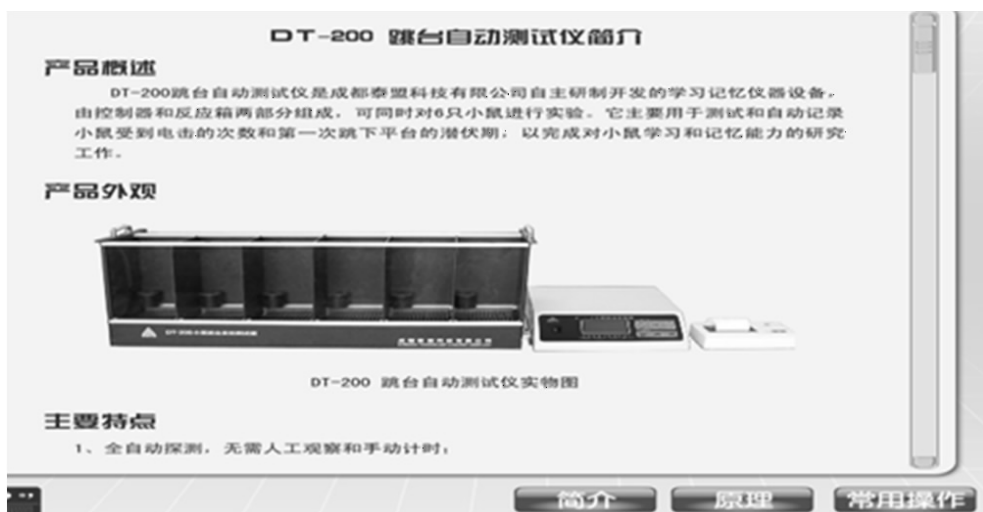 DT-200 跳台自动测试仪简介
产品概述
DT-200跳台自动测试仪是成都泰盟科技有限公司自主研制开发的学习记忆仪器设备。
由控制器和反应箱两部分组成，可同时对6只小鼠进行实验。它主要用于测试和自动记录
小鼠受到电击的次数和第一次跳下平台的潜伏期；以完成对小鼠学习和记忆能力的研究
工作。
产品外观
DT-200 跳台自动测试仪实物图
主要特点
1、全自动探测，无需人工观察和手动计时；
简介
原理
常用操作